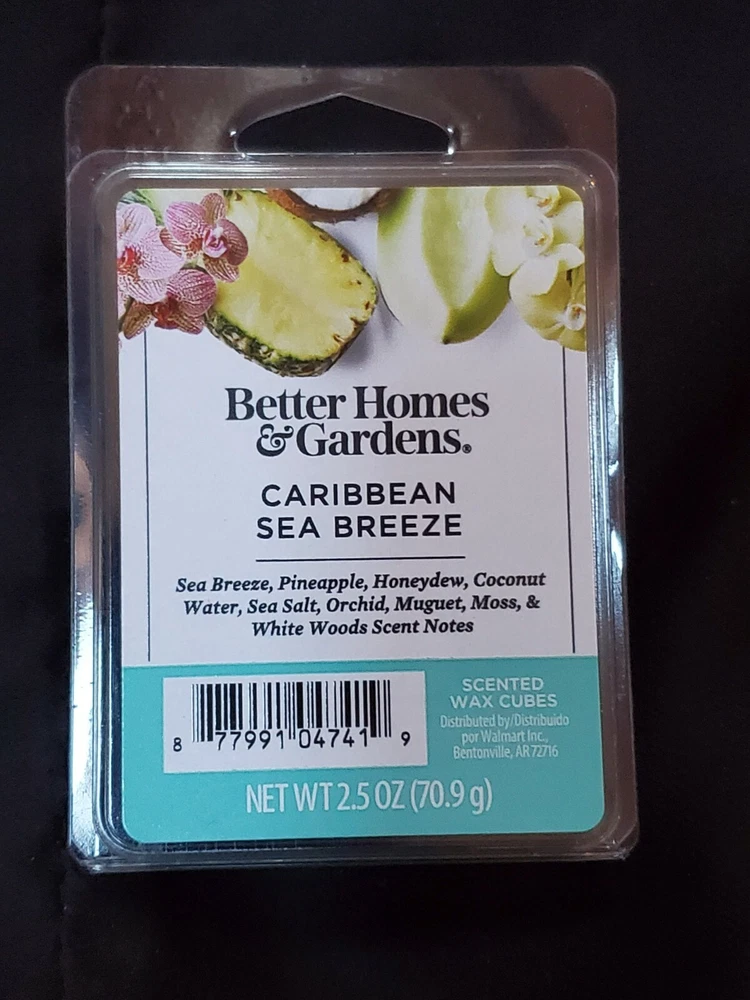 Better Homes
& Gardens®
CARIBBEAN
SEA BREEZE
Sea Breeze, Pineapple, Honeydew, Coconut
Water, Sea Salt, Orchid, Muguet, Moss, &
White Woods Scent Notes
8 77991 04741 9
SCENTED
WAX CUBES
Distributed by/Distribuido
por Walmart Inc.,
Bentonville, AR 72716
NET WT 2.5 OZ (70.9 g)